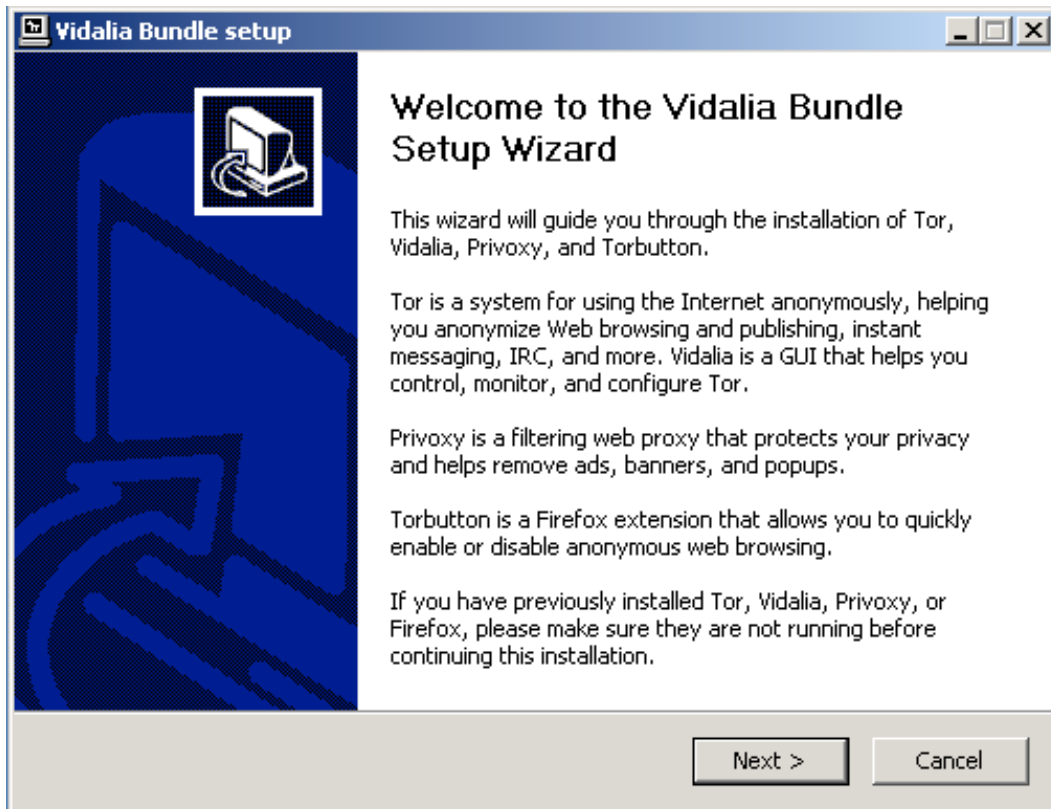 Vidalia Bundle setup
Welcome to the Vidalia Bundle
Setup Wizard
This wizard will guide you through the installation of Tor,
Vidalia, Privoxy, and Torbutton.
Tor is a system for using the Internet anonymously, helping
you anonymize Web browsing and publishing, instant
messaging, IRC, and more. Vidalia is a GUI that helps you
control, monitor, and configure Tor.
Privoxy is a filtering web proxy that protects your privacy
and helps remove ads, banners, and popups.
Torbutton is a Firefox extension that allows you to quickly
enable or disable anonymous web browsing.
If you have previously installed Tor, Vidalia, Privoxy, or
Firefox, please make sure they are not running before
continuing this installation.
Next >
Cancel